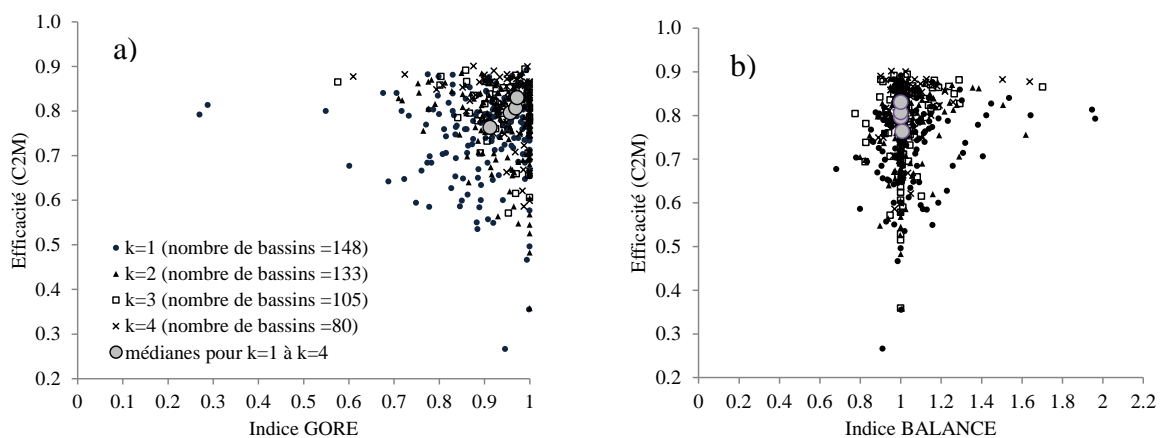 a)
Efficacité (C2M)
1.0
0.9
0.8
0.7
0.6
0.5
0.4
0.3
0.2
k=1 (nombre de bassins =148)
k=2 (nombre de bassins =133)
k=3 (nombre de bassins =105)
k=4 (nombre de bassins =80)
médianes pour k=1 à k=4
0 0.1 0.2 0.3 0.4 0.5 0.6 0.7 0.8 0.9 1
Indice GORE
b)
Efficacité (C2M)
1.0
0.9
0.8
0.7
0.6
0.5
0.4
0.3
0.2
0 0.2 0.4 0.6 0.8 1 1.2 1.4 1.6 1.8 2 2.2
Indice BALANCE